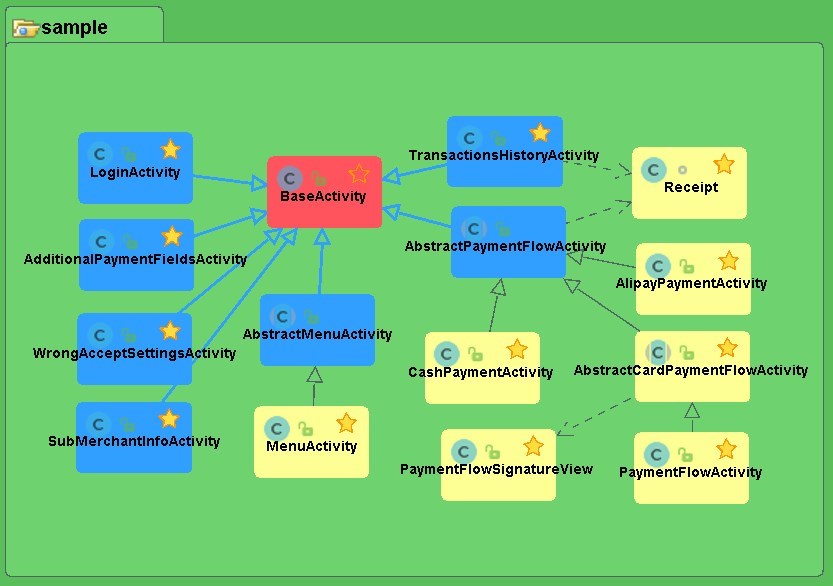 sample
LoginActivity
BaseActivity
TransactionsHistoryActivity
Receipt
AdditionalPaymentFieldsActivity
AbstractPaymentFlowActivity
AlipayPaymentActivity
WrongAcceptSettingsActivity
AbstractMenuActivity
CashPaymentActivity
AbstractCardPaymentFlowActivity
SubMerchantInfoActivity
MenuActivity
PaymentFlowSignatureView
PaymentFlowActivity